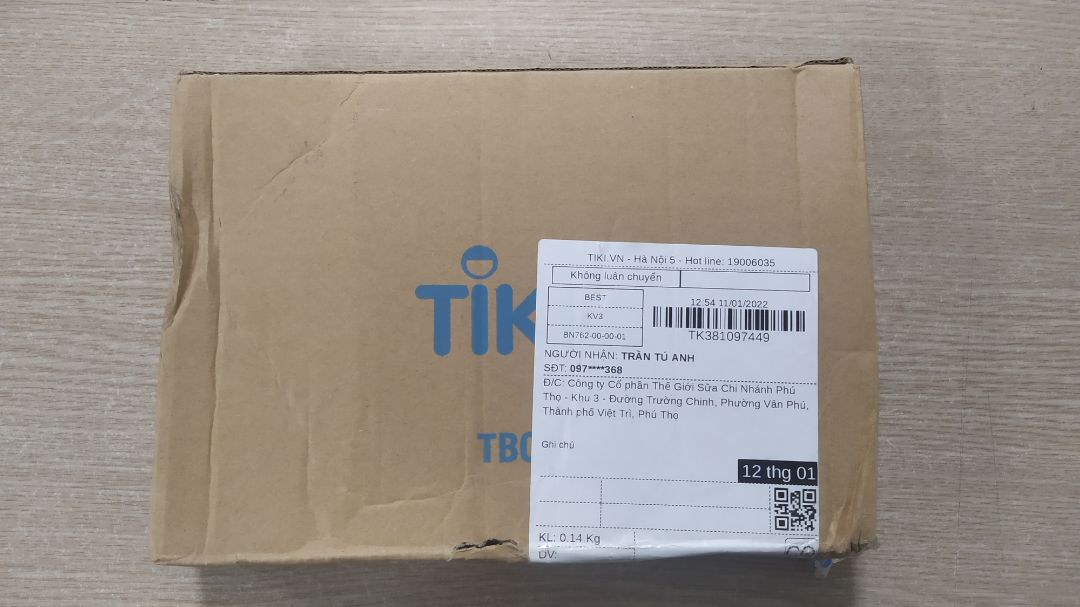 TIK
TBC
TIKI.VN - Hà Nội 5 - Hot line: 19006035
Không luân chuyển
BEST
KV3
BN762-00-00-01
12:54 11/01/2022
TK381097449
NGƯỜI NHẬN: TRẦN TÚ ANH
SĐT: 097****368
Đ/C: Công ty Cổ phần Thế Giới Sữa Chi Nhánh Phú
Thọ - Khu 3 - Đường Trường Chinh, Phường Vân Phú,
Thành phố Việt Trì, Phú Thọ
Ghi chú
12 thg 01
KL: 0.14 Kg
DV: